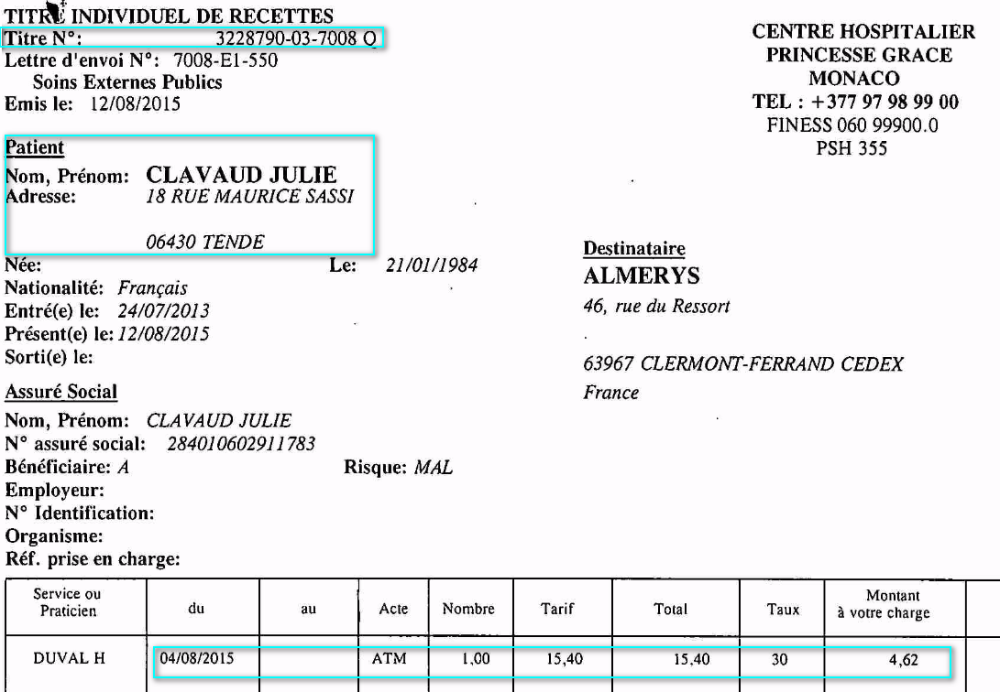 TITRE INDIVIDUEL DE RECETTES
Titre N°: 3228790-03-7008 Q
Lettre d'envoi N°: 7008-E1-550
Soins Externes Publics
Emis le: 12/08/2015
CENTRE HOSPITALIER
PRINCESSE GRACE
MONACO
TEL : +377 97 98 99 00
FINESS 060 99900.0
PSH 355
Patient
Nom, Prénom: CLAVAUD JULIE
Adresse: 18 RUE MAURICE SASSI
06430 TENDE
Née: Le: 21/01/1984
Nationalité: Français
Entré(e) le: 24/07/2013
Présent(e) le: 12/08/2015
Sorti(e) le:
Destinataire
ALMERYS
46, rue du Ressort
63967 CLERMONT-FERRAND CEDEX
France
Assuré Social
Nom, Prénom: CLAVAUD JULIE
N° assuré social: 284010602911783
Bénéficiaire: A Risque: MAL
Employeur:
N° Identification:
Organisme:
Réf. prise en charge:
Service ou Praticien du au Acte Nombre Tarif Total Taux Montant à votre charge
DUVAL H 04/08/2015 ATM 1,00 15,40 15,40 30 4,62